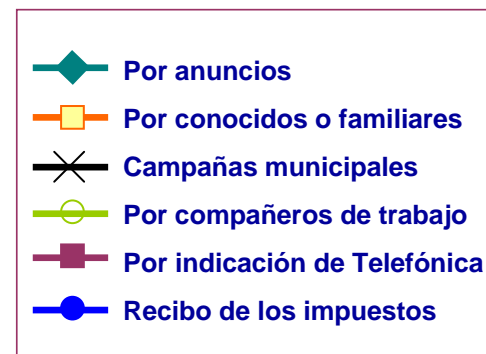 Por anuncios
Por conocidos o familiares
Campañas municipales
Por compañeros de trabajo
Por indicación de Telefónica
Recibo de los impuestos